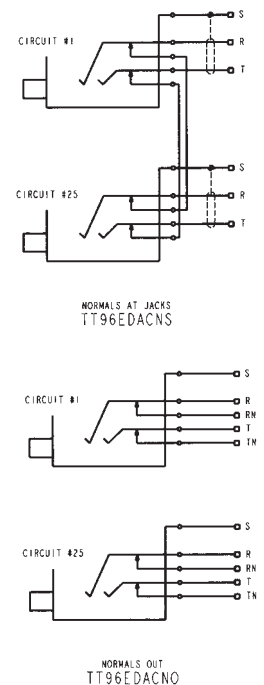 S
CIRCUIT #1
R
T
S
CIRCUIT #25
R
T
NORMALS AT JACKS
TT96EDACNS
S
CIRCUIT #1
R
RN
T
TN
S
CIRCUIT #25
R
RN
T
TN
NORMALS OUT
TT96EDACNO